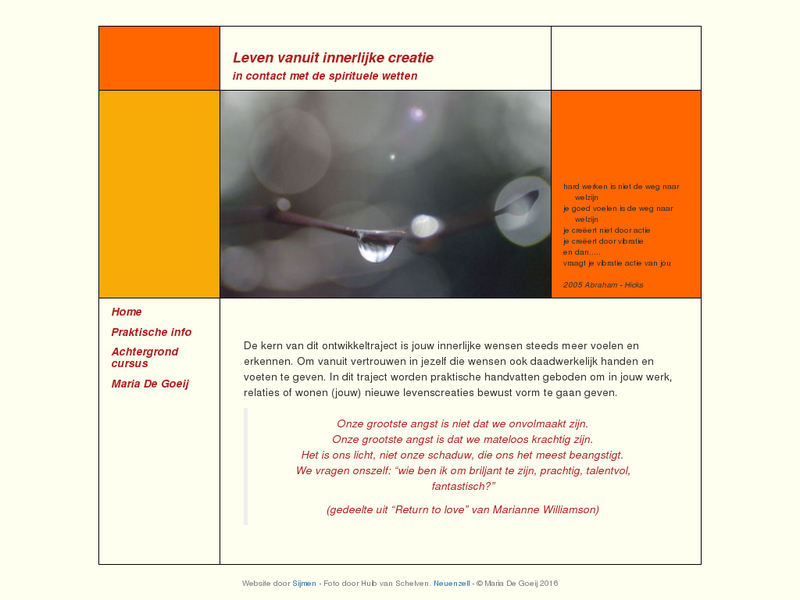 Leven vanuit innerlijke creatie
in contact met de spirituele wetten
hard werken is niet de weg naar
welzijn
je goed voelen is de weg naar
welzijn
je creëert niet door actie
je creëert door vibratie
en dan.....
vraagt je vibratie actie van jou
2005 Abraham - Hicks
Home
Praktische info
Achtergrond
cursus
Maria De Goeij
De kern van dit ontwikkeltraject is jouw innerlijke wensen steeds meer voelen en
erkennen. Om vanuit vertrouwen in jezelf die wensen ook daadwerkelijk handen en
voeten te geven. In dit traject worden praktische handvatten geboden om in jouw werk,
relaties of wonen (jouw) nieuwe levenscreaties bewust vorm te gaan geven.
Onze grootste angst is niet dat we onvolmaakt zijn.
Onze grootste angst is dat we mateloos krachtig zijn.
Het is ons licht, niet onze schaduw, die ons het meest beangstigt.
We vragen onszelf: “wie ben ik om briljant te zijn, prachtig, talentvol,
fantastisch?”
(gedeelte uit “Return to love” van Marianne Williamson)
Website door Sijmen - Foto door Huib van Schelven. Neuenzell - © Maria De Goeij 2016